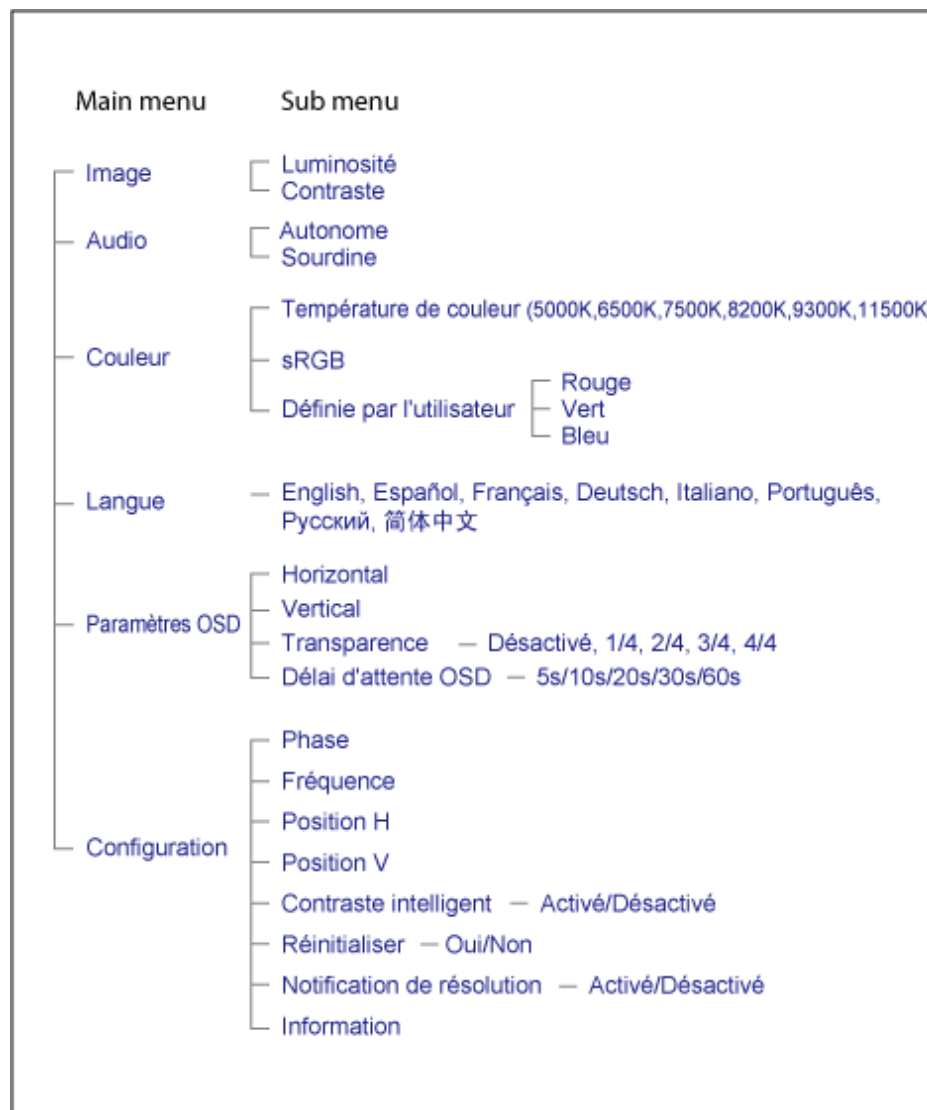 Main menu Sub menu
Image
Luminosité
Contraste
Audio
Autonome
Sourdine
Couleur
Température de couleur (5000K,6500K,7500K,8200K,9300K,11500K
sRGB
Définie par l'utilisateur
Rouge
Vert
Bleu
Langue
English, Español, Français, Deutsch, Italiano, Português,
Русский, 简体中文
Paramètres OSD
Horizontal
Vertical
Transparence — Désactivé, 1/4, 2/4, 3/4, 4/4
Délai d'attente OSD — 5s/10s/20s/30s/60s
Configuration
Phase
Fréquence
Position H
Position V
Contraste intelligent — Activé/Désactivé
Réinitialiser — Oui/Non
Notification de résolution — Activé/Désactivé
Information